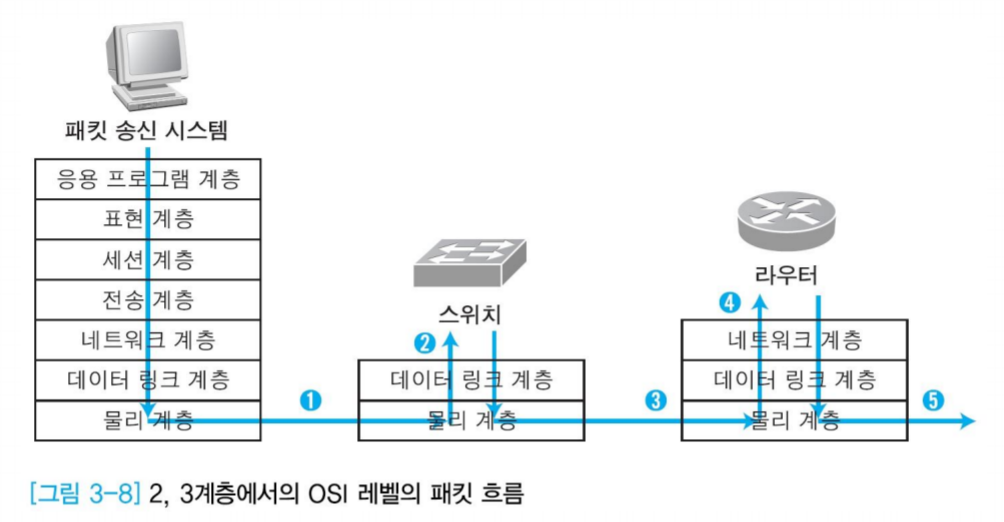 패킷 송신 시스템
응용 프로그램 계층
표현 계층
세션 계층
전송 계층
네트워크 계층
데이터 링크 계층
물리 계층
1
스위치
2
데이터 링크 계층
물리 계층
3
라우터
4
네트워크 계층
데이터 링크 계층
물리 계층
5
[그림 3-8] 2, 3계층에서의 OSI 레벨의 패킷 흐름